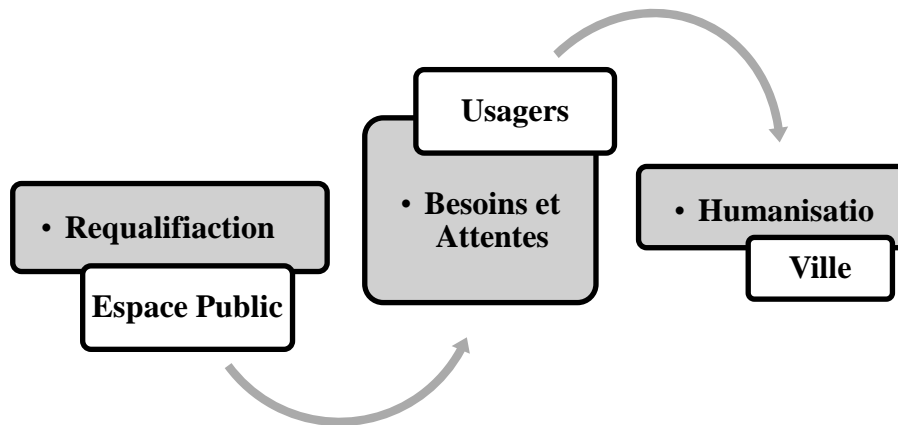 • Requalifiaction
Espace Public
Usagers
• Besoins et
Attentes
• Humanisatio
Ville